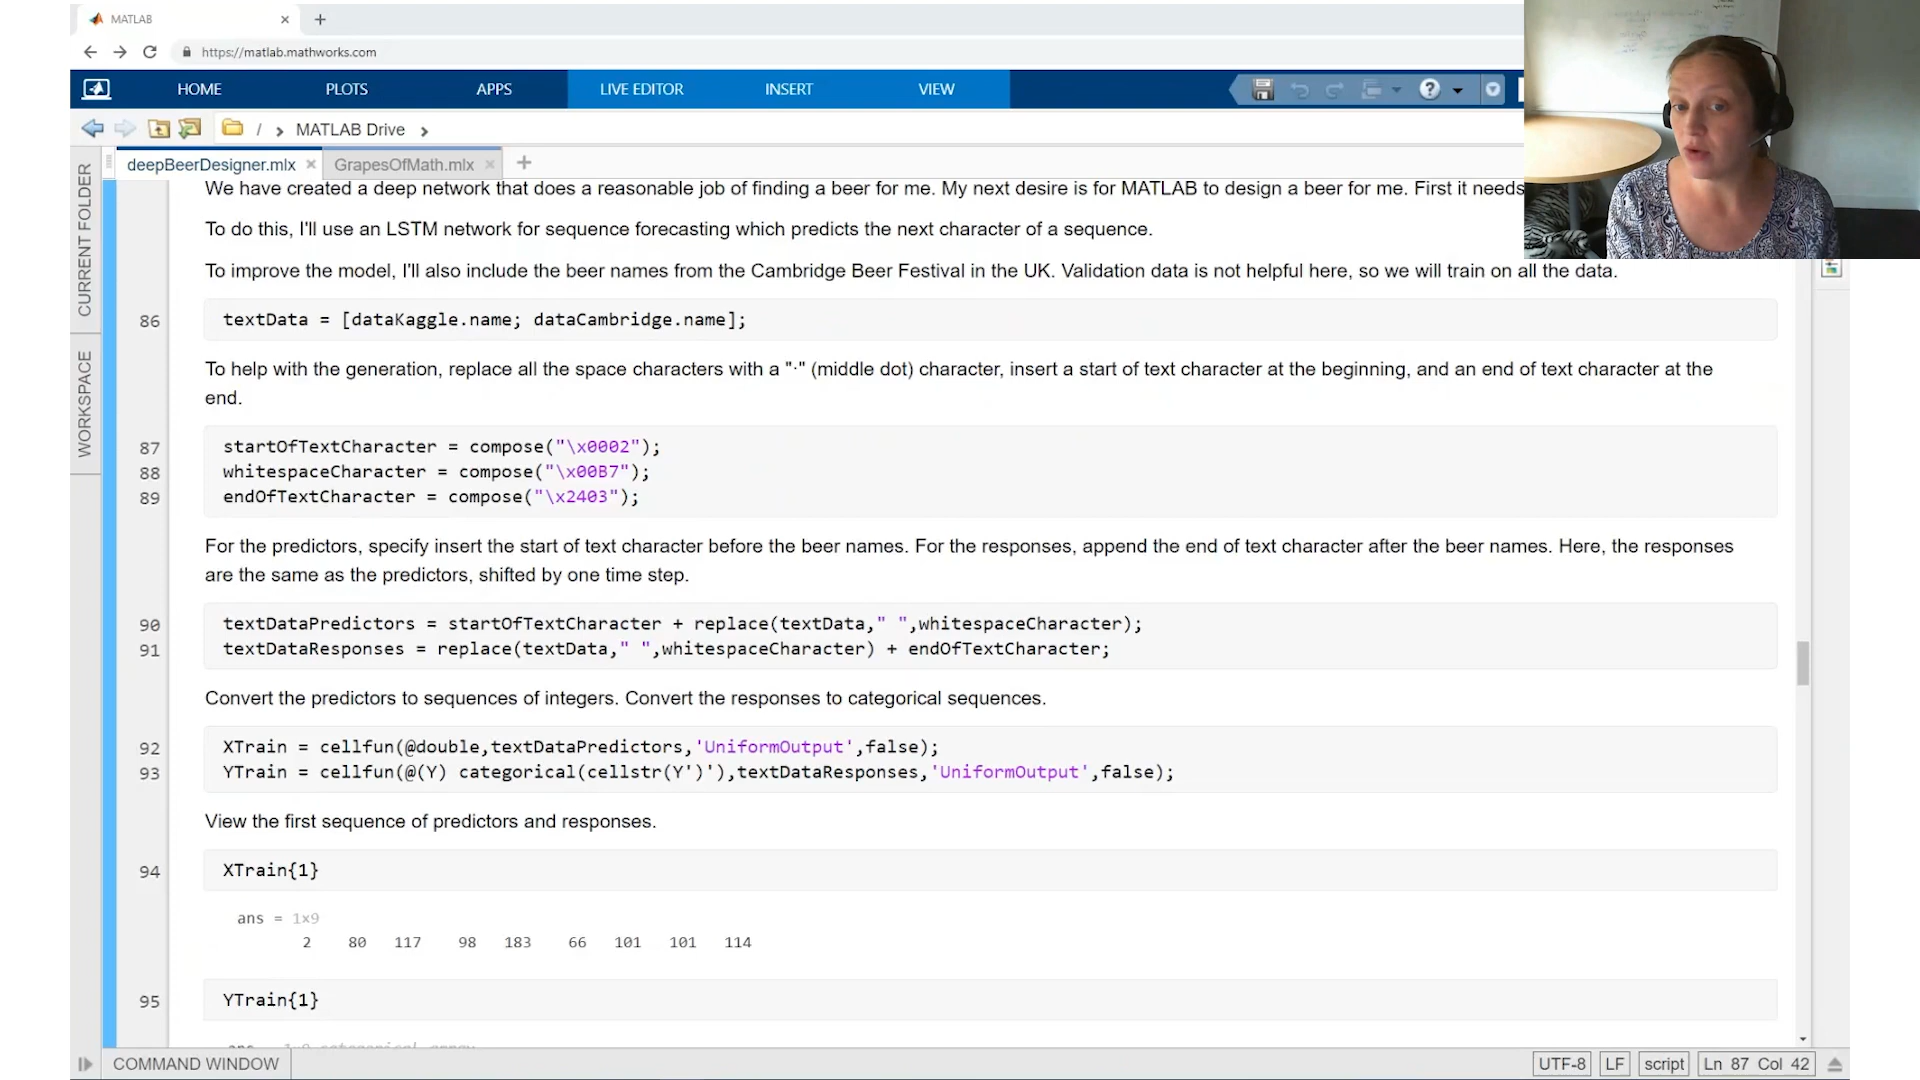 MATLAB
https://matlab.mathworks.com
HOME PLOTS APPS LIVE EDITOR INSERT VIEW
/ MATLAB Drive
deepBeerDesigner.mlx GrapesOfMath.mlx
CURRENT FOLDER
WORKSPACE
We have created a deep network that does a reasonable job of finding a beer for me. My next desire is for MATLAB to design a beer for me. First it needs
To do this, I'll use an LSTM network for sequence forecasting which predicts the next character of a sequence.
To improve the model, I'll also include the beer names from the Cambridge Beer Festival in the UK. Validation data is not helpful here, so we will train on all the data.
86 textData = [dataKaggle.name; dataCambridge.name];
To help with the generation, replace all the space characters with a "·" (middle dot) character, insert a start of text character at the beginning, and an end of text character at the
end.
87 startOfTextCharacter = compose("\x0002");
88 whitespaceCharacter = compose("\x00B7");
89 endOfTextCharacter = compose("\x2403");
For the predictors, specify insert the start of text character before the beer names. For the responses, append the end of text character after the beer names. Here, the responses
are the same as the predictors, shifted by one time step.
90 textDataPredictors = startOfTextCharacter + replace(textData," ",whitespaceCharacter);
91 textDataResponses = replace(textData," ",whitespaceCharacter) + endOfTextCharacter;
Convert the predictors to sequences of integers. Convert the responses to categorical sequences.
92 XTrain = cellfun(@double,textDataPredictors,'UniformOutput',false);
93 YTrain = cellfun(@(Y) categorical(cellstr(Y')'),textDataResponses,'UniformOutput',false);
View the first sequence of predictors and responses.
94 XTrain{1}
ans = 1x9
2 80 117 98 183 66 101 101 114
95 YTrain{1}
COMMAND WINDOW
UTF-8 LF script Ln 87 Col 42